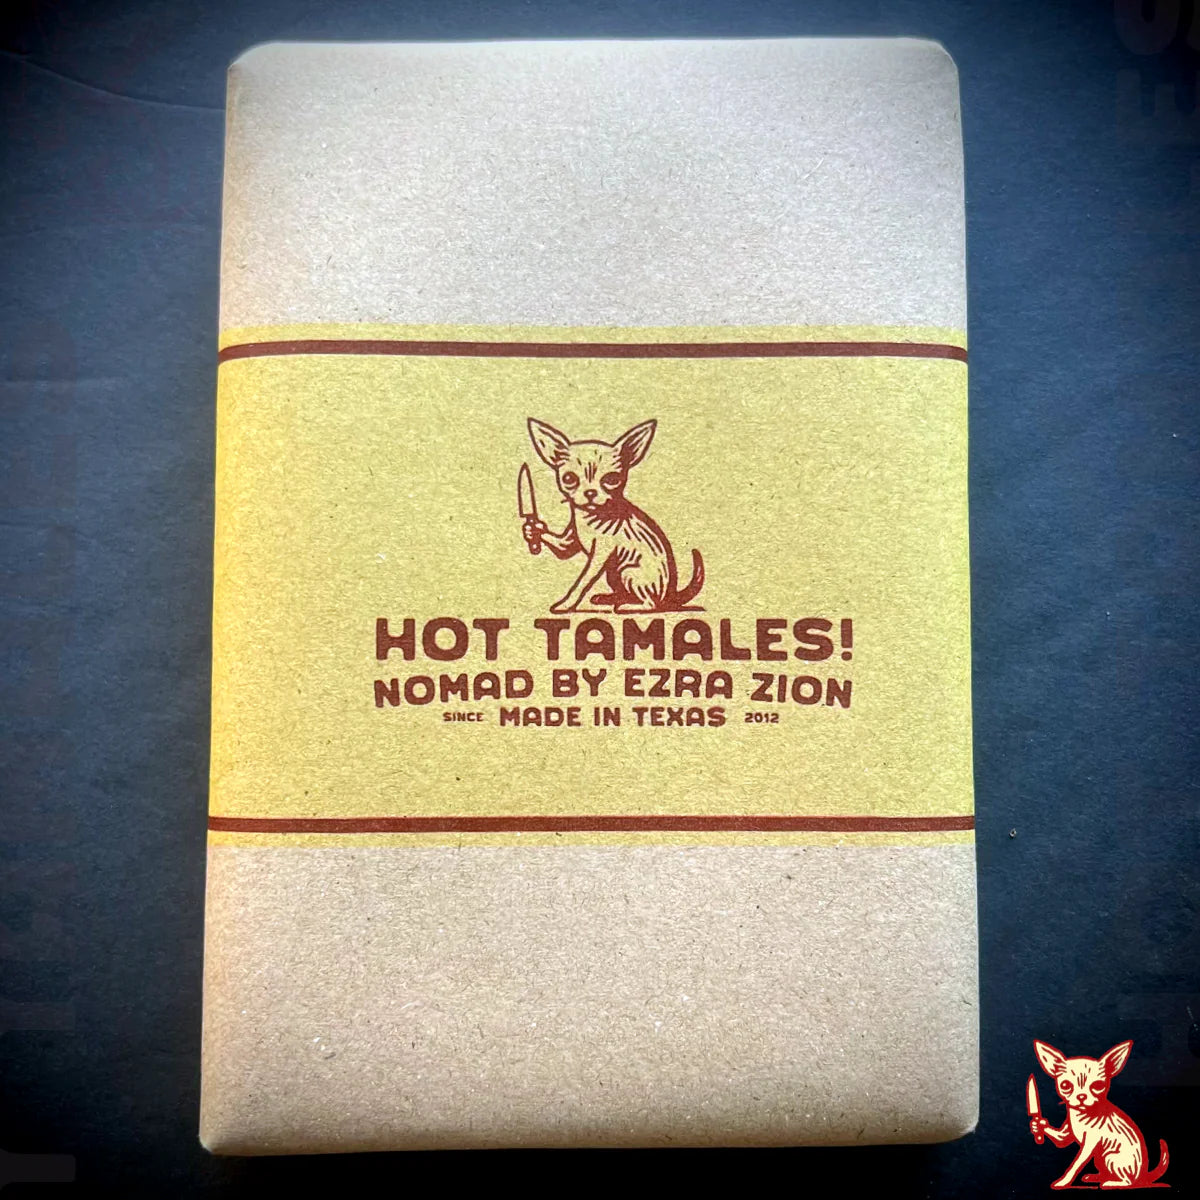 HOT TAMALES!
NOMAD BY EZRA ZION
SINCE MADE IN TEXAS 2012